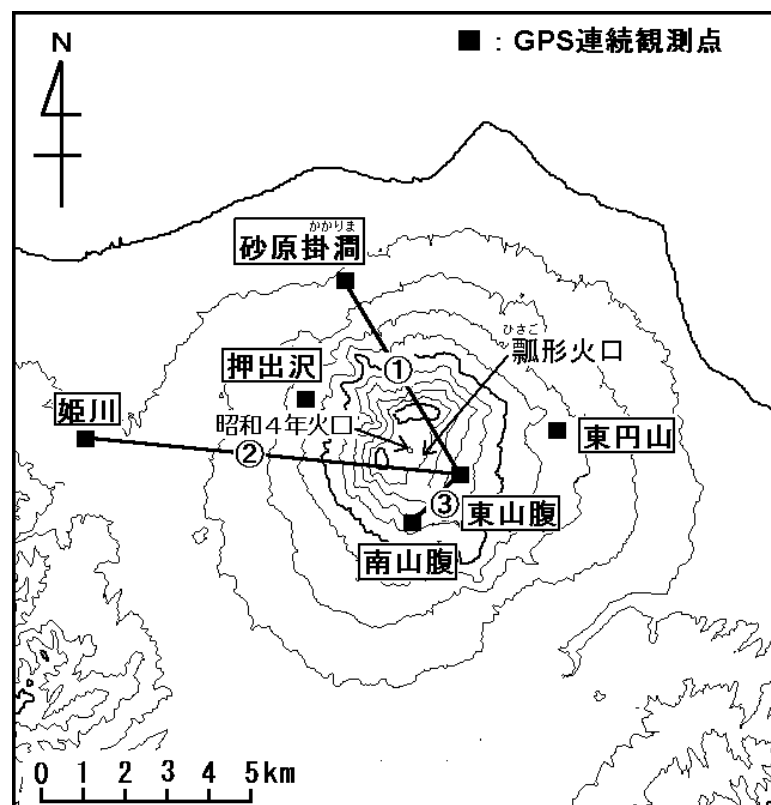 N
■：GPS連続観測点
かかりま
砂原掛澗
ひさご
瓢形火口
①
押出沢
姫川
昭和４年火口
②
東円山
③
東山腹
南山腹
0 1 2 3 4 5km